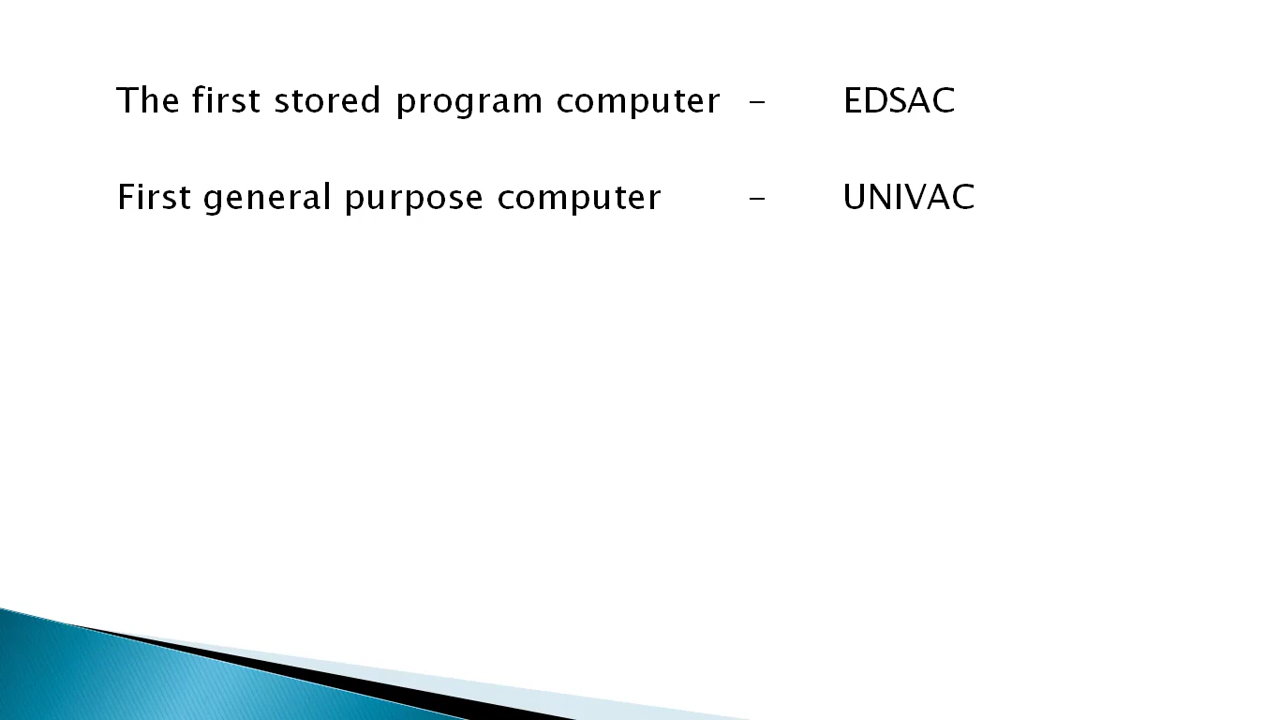 The first stored program computer - EDSAC
First general purpose computer - UNIVAC